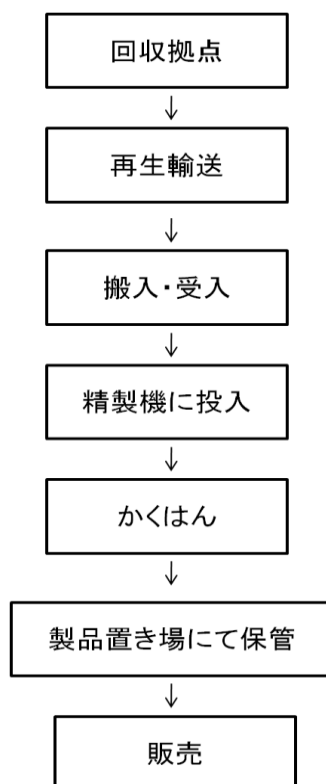 回収拠点
↓
再生輸送
↓
搬入・受入
↓
精製機に投入
↓
かくはん
↓
製品置き場にて保管
↓
販売